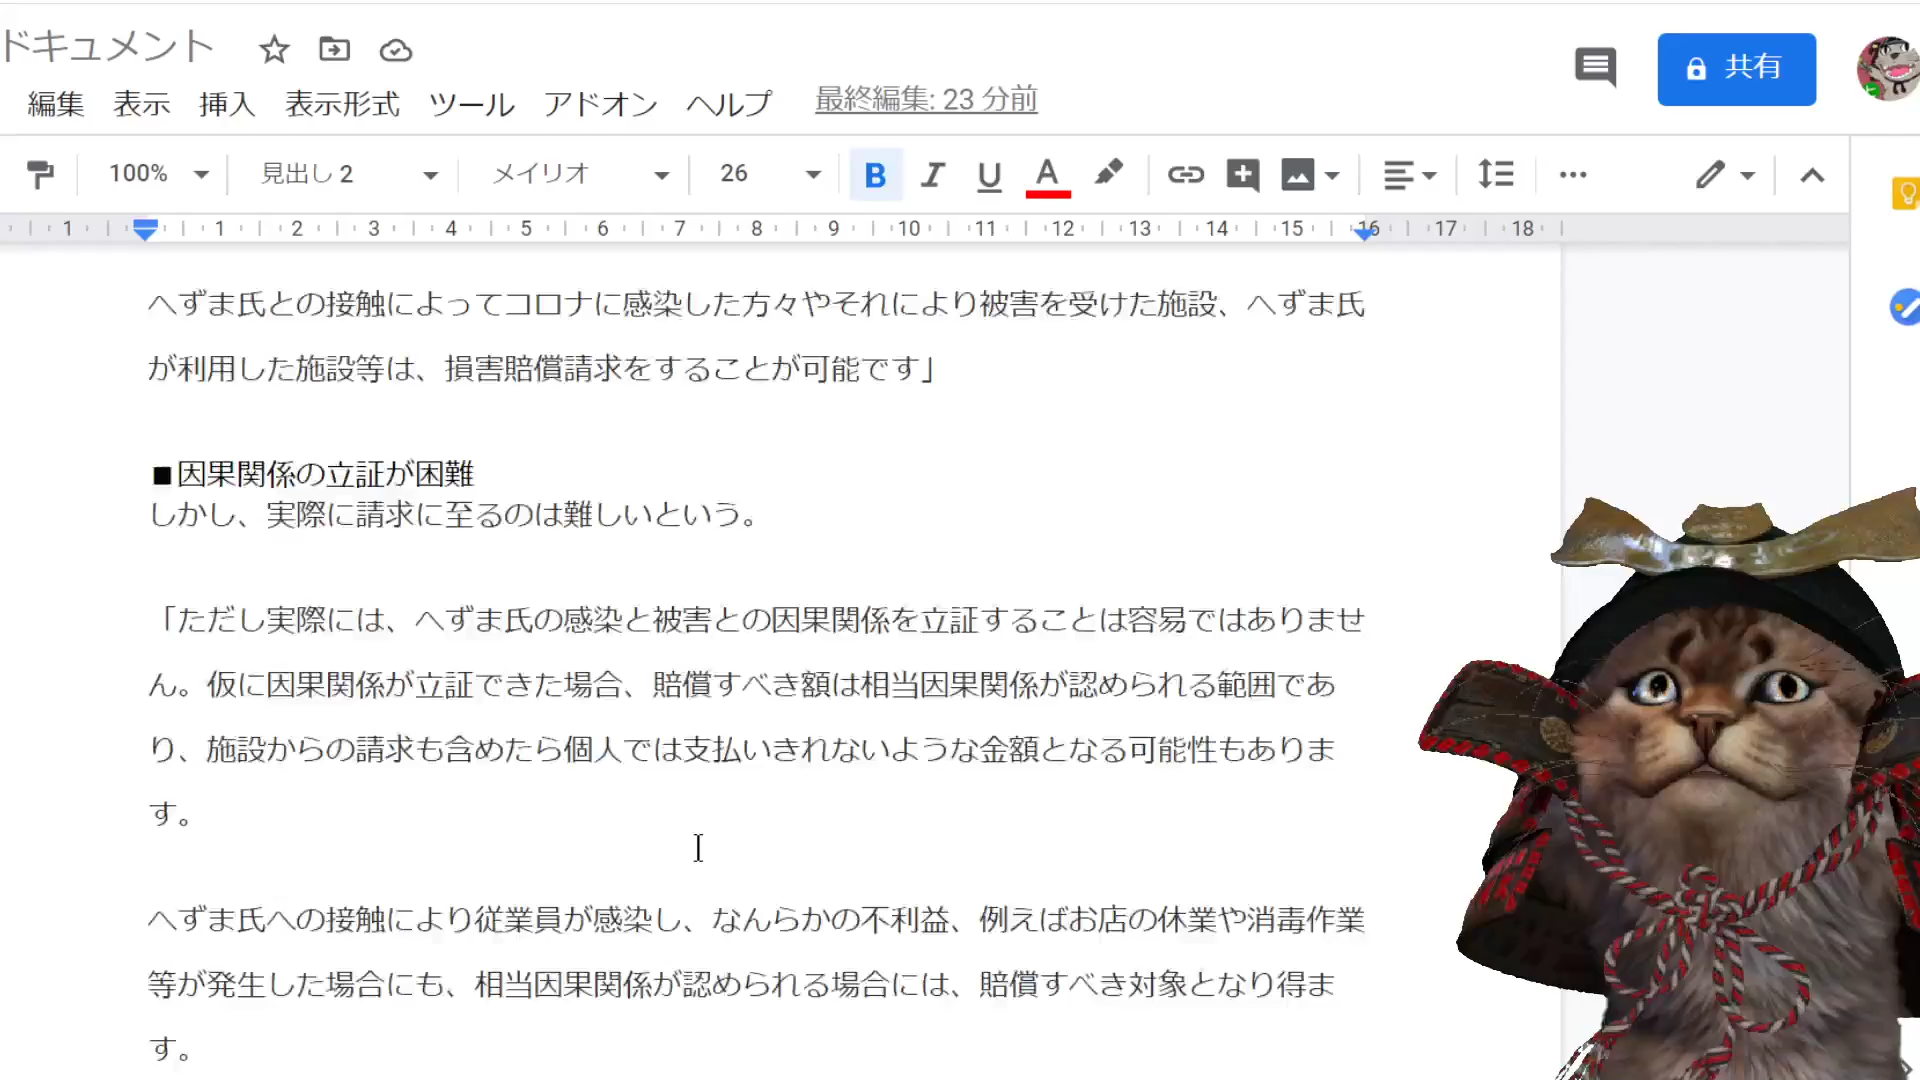 ドキュメント
共有
編集 表示 挿入 表示形式 ツール アドオン ヘルプ 最終編集: 23 分前
100% 見出し 2 メイリオ 26 B I U A
1 1 2 3 4 5 6 7 8 9 10 11 12 13 14 15 16 17 18
へずま氏との接触によってコロナに感染した方々やそれにより被害を受けた施設、へずま氏
が利用した施設等は、損害賠償請求をすることが可能です」
■因果関係の立証が困難
しかし、実際に請求に至るのは難しいという。
「ただし実際には、へずま氏の感染と被害との因果関係を立証することは容易ではありませ
ん。仮に因果関係が立証できた場合、賠償すべき額は相当因果関係が認められる範囲であ
り、施設からの請求も含めたら個人では支払いきれないような金額となる可能性もありま
す。
へずま氏への接触により従業員が感染し、なんらかの不利益、例えばお店の休業や消毒作業
等が発生した場合にも、相当因果関係が認められる場合には、賠償すべき対象となり得ま
す。